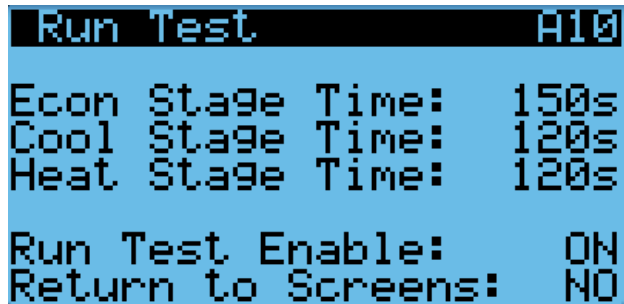 Run Test A10
Econ Stage Time: 150s
Cool Stage Time: 120s
Heat Stage Time: 120s
Run Test Enable: ON
Return to Screens: NO